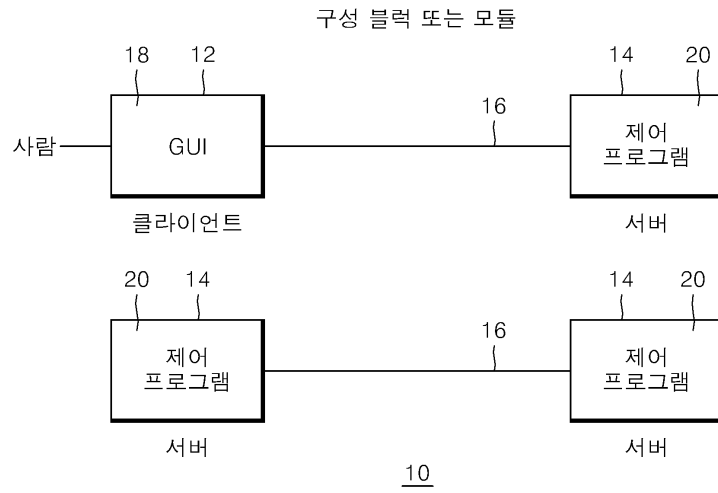 구성 블럭 또는 모듈
18 12 14 20
사람 GUI 16 제어
프로그램
클라이언트 서버
20 14 14 20
제어
프로그램 16 제어
프로그램
서버 서버
10